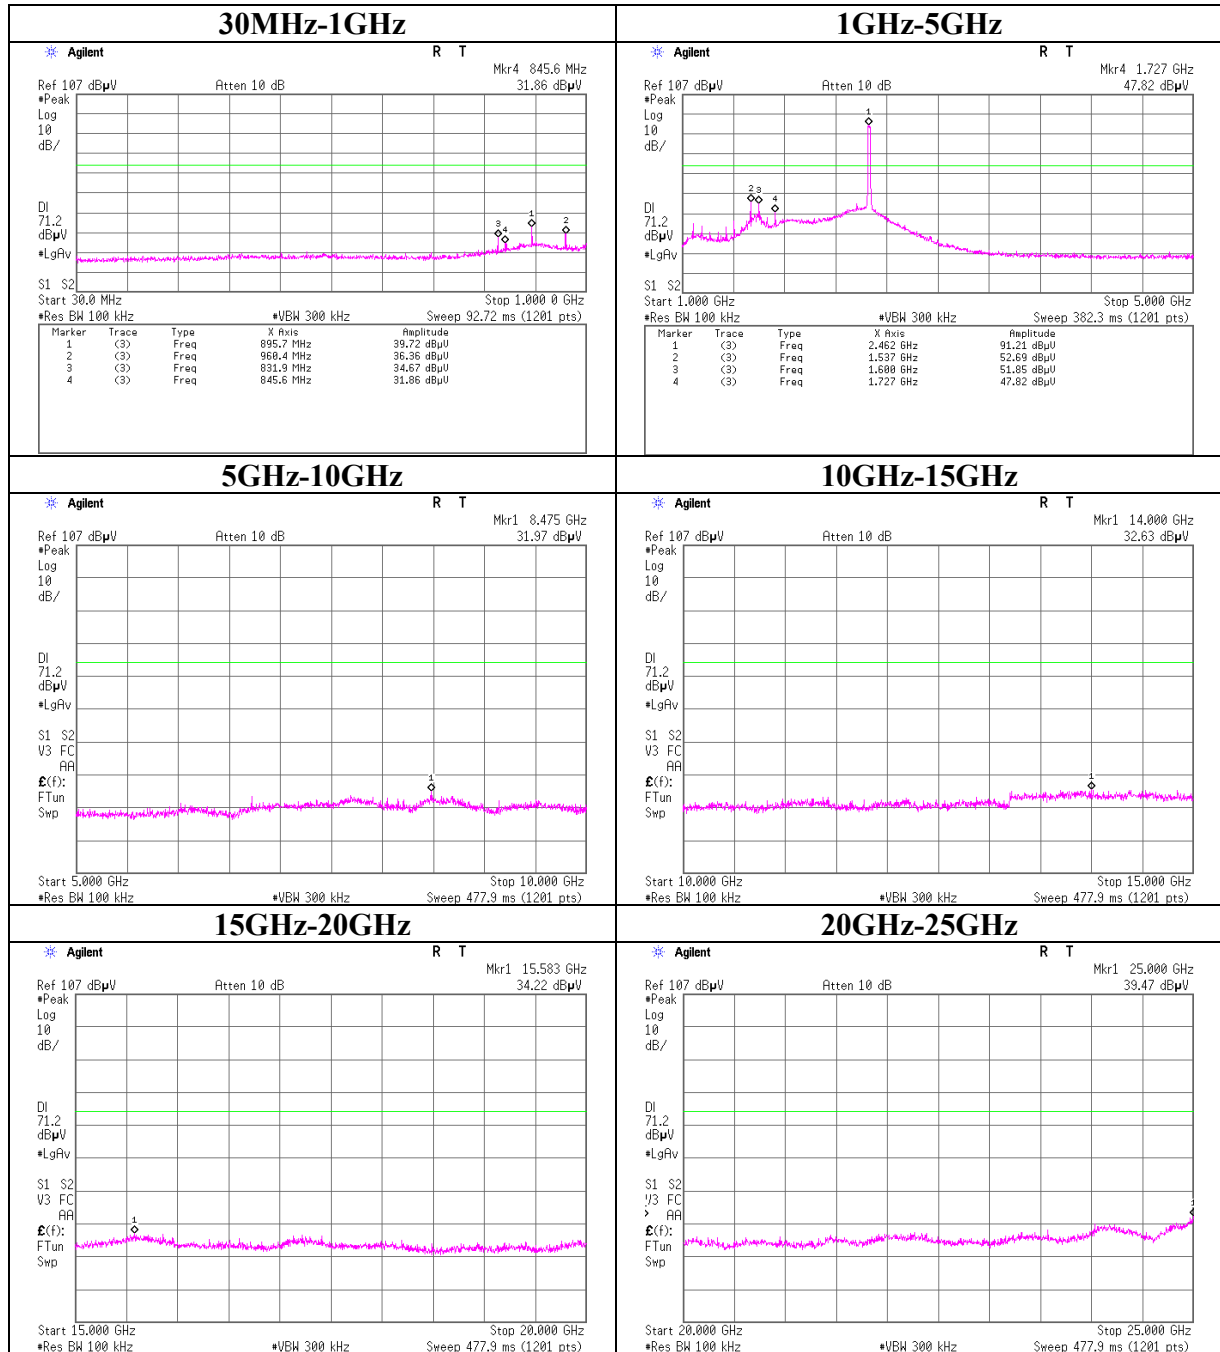 30MHz-1GHz
Agilent R T
Mkr4 845.6 MHz
Ref 107 dBµV Atten 10 dB 31.86 dBµV
#Peak
Log
10
dB/
1
2
3
4
DI
71.2
dBµV
#LgAv
S1 S2
Start 30.0 MHz Stop 1.000 0 GHz
#Res BW 100 kHz #VBW 300 kHz Sweep 92.72 ms (1201 pts)
Marker Trace Type X Axis Amplitude
1 (3) Freq 895.7 MHz 39.72 dBµV
2 (3) Freq 960.4 MHz 36.36 dBµV
3 (3) Freq 831.9 MHz 34.67 dBµV
4 (3) Freq 845.6 MHz 31.86 dBµV
1GHz-5GHz
Agilent R T
Mkr4 1.727 GHz
Ref 107 dBµV Atten 10 dB 47.82 dBµV
#Peak
Log
10
dB/
1
2 3
4
DI
71.2
dBµV
#LgAv
S1 S2
Start 1.000 GHz Stop 5.000 GHz
#Res BW 100 kHz #VBW 300 kHz Sweep 382.3 ms (1201 pts)
Marker Trace Type X Axis Amplitude
1 (3) Freq 2.462 GHz 91.21 dBµV
2 (3) Freq 1.537 GHz 52.69 dBµV
3 (3) Freq 1.600 GHz 51.85 dBµV
4 (3) Freq 1.727 GHz 47.82 dBµV
5GHz-10GHz
Agilent R T
Mkr1 8.475 GHz
Ref 107 dBµV Atten 10 dB 31.97 dBµV
#Peak
Log
10
dB/
DI
71.2
dBµV
#LgAv
S1 S2
V3 FC
AA
£(f):
FTun
Swp
1
Start 5.000 GHz Stop 10.000 GHz
#Res BW 100 kHz #VBW 300 kHz Sweep 477.9 ms (1201 pts)
10GHz-15GHz
Agilent R T
Mkr1 14.000 GHz
Ref 107 dBµV Atten 10 dB 32.63 dBµV
#Peak
Log
10
dB/
DI
71.2
dBµV
#LgAv
S1 S2
V3 FC
AA
£(f):
FTun
Swp
1
Start 10.000 GHz Stop 15.000 GHz
#Res BW 100 kHz #VBW 300 kHz Sweep 477.9 ms (1201 pts)
15GHz-20GHz
Agilent R T
Mkr1 15.583 GHz
Ref 107 dBµV Atten 10 dB 34.22 dBµV
#Peak
Log
10
dB/
DI
71.2
dBµV
#LgAv
S1 S2
V3 FC
AA
£(f):
FTun
Swp
1
Start 15.000 GHz Stop 20.000 GHz
#Res BW 100 kHz #VBW 300 kHz Sweep 477.9 ms (1201 pts)
20GHz-25GHz
Agilent R T
Mkr1 25.000 GHz
Ref 107 dBµV Atten 10 dB 39.47 dBµV
#Peak
Log
10
dB/
DI
71.2
dBµV
#LgAv
S1 S2
V3 FC
AA
£(f):
FTun
Swp
1
Start 20.000 GHz Stop 25.000 GHz
#Res BW 100 kHz #VBW 300 kHz Sweep 477.9 ms (1201 pts)